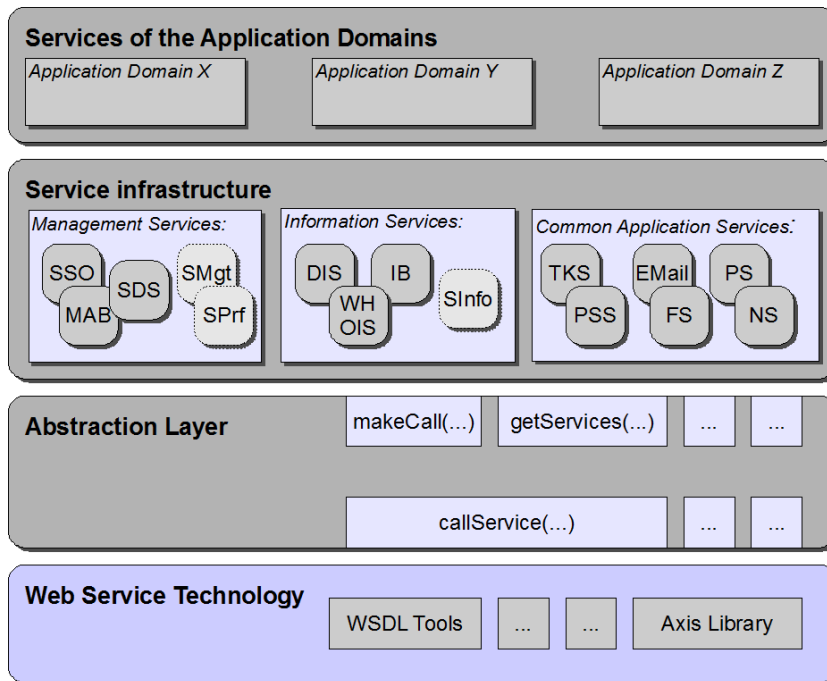 Services of the Application Domains
Application Domain X
Application Domain Y
Application Domain Z
Service infrastructure
Management Services:
SSO
MAB
SDS
SMgt
SPrf
Information Services:
DIS
WH
OIS
IB
SInfo
Common Application Services:
TKS
PSS
EMail
FS
PS
NS
Abstraction Layer
makeCall(...)
getServices(...)
...
...
callService(...)
...
...
Web Service Technology
WSDL Tools
...
...
Axis Library